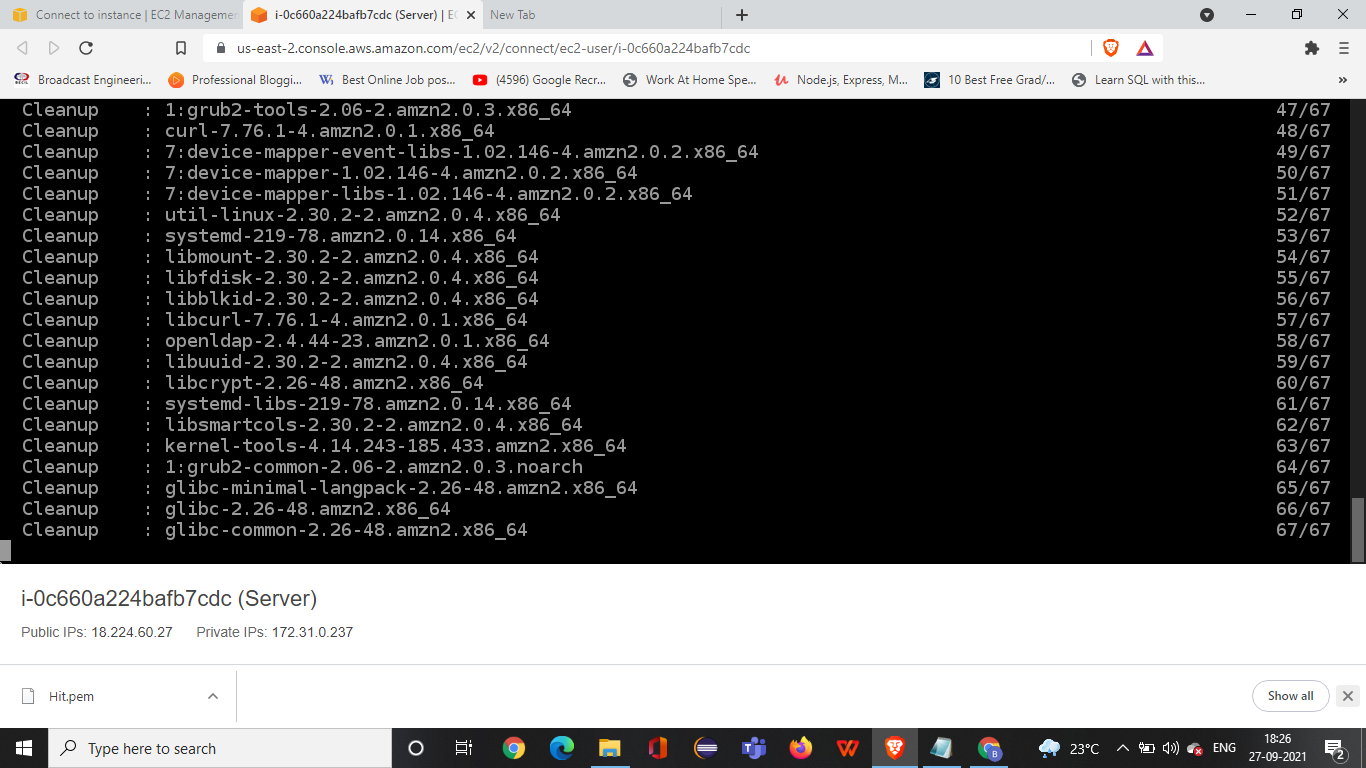 Connect to instance | EC2 Managemen
i-0c660a224bafb7cdc (Server) | EC
New Tab
us-east-2.console.aws.amazon.com/ec2/v2/connect/ec2-user/i-0c660a224bafb7cdc
Broadcast Engineeri... Professional Bloggi... Best Online Job pos... (4596) Google Recr... Work At Home Spe... Node.js, Express, M... 10 Best Free Grad/... Learn SQL with this... »
Cleanup : 1:grub2-tools-2.06-2.amzn2.0.3.x86_64 47/67
Cleanup : curl-7.76.1-4.amzn2.0.1.x86_64 48/67
Cleanup : 7:device-mapper-event-libs-1.02.146-4.amzn2.0.2.x86_64 49/67
Cleanup : 7:device-mapper-1.02.146-4.amzn2.0.2.x86_64 50/67
Cleanup : 7:device-mapper-libs-1.02.146-4.amzn2.0.2.x86_64 51/67
Cleanup : util-linux-2.30.2-2.amzn2.0.4.x86_64 52/67
Cleanup : systemd-219-78.amzn2.0.14.x86_64 53/67
Cleanup : libmount-2.30.2-2.amzn2.0.4.x86_64 54/67
Cleanup : libfdisk-2.30.2-2.amzn2.0.4.x86_64 55/67
Cleanup : libblkid-2.30.2-2.amzn2.0.4.x86_64 56/67
Cleanup : libcurl-7.76.1-4.amzn2.0.1.x86_64 57/67
Cleanup : openldap-2.4.44-23.amzn2.0.1.x86_64 58/67
Cleanup : libuuid-2.30.2-2.amzn2.0.4.x86_64 59/67
Cleanup : libcrypt-2.26-48.amzn2.x86_64 60/67
Cleanup : systemd-libs-219-78.amzn2.0.14.x86_64 61/67
Cleanup : libsmartcols-2.30.2-2.amzn2.0.4.x86_64 62/67
Cleanup : kernel-tools-4.14.243-185.433.amzn2.x86_64 63/67
Cleanup : 1:grub2-common-2.06-2.amzn2.0.3.noarch 64/67
Cleanup : glibc-minimal-langpack-2.26-48.amzn2.x86_64 65/67
Cleanup : glibc-2.26-48.amzn2.x86_64 66/67
Cleanup : glibc-common-2.26-48.amzn2.x86_64 67/67
i-0c660a224bafb7cdc (Server)
Public IPs: 18.224.60.27 Private IPs: 172.31.0.237
Hit.pem
Show all
Type here to search
23°C
ENG
18:26
27-09-2021
2